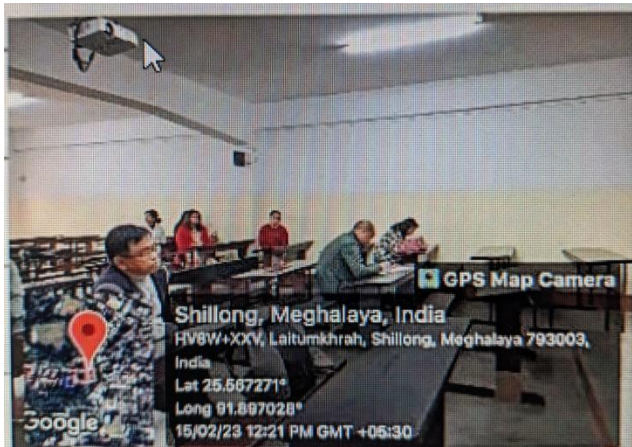 GPS Map Camera
Shillong, Meghalaya, India
HV8W+XXV, Laitumkhrah, Shillong, Meghalaya 793003,
India
Lat 25.567271°
Long 91.897028°
15/02/23 12:21 PM GMT +05:30
Google